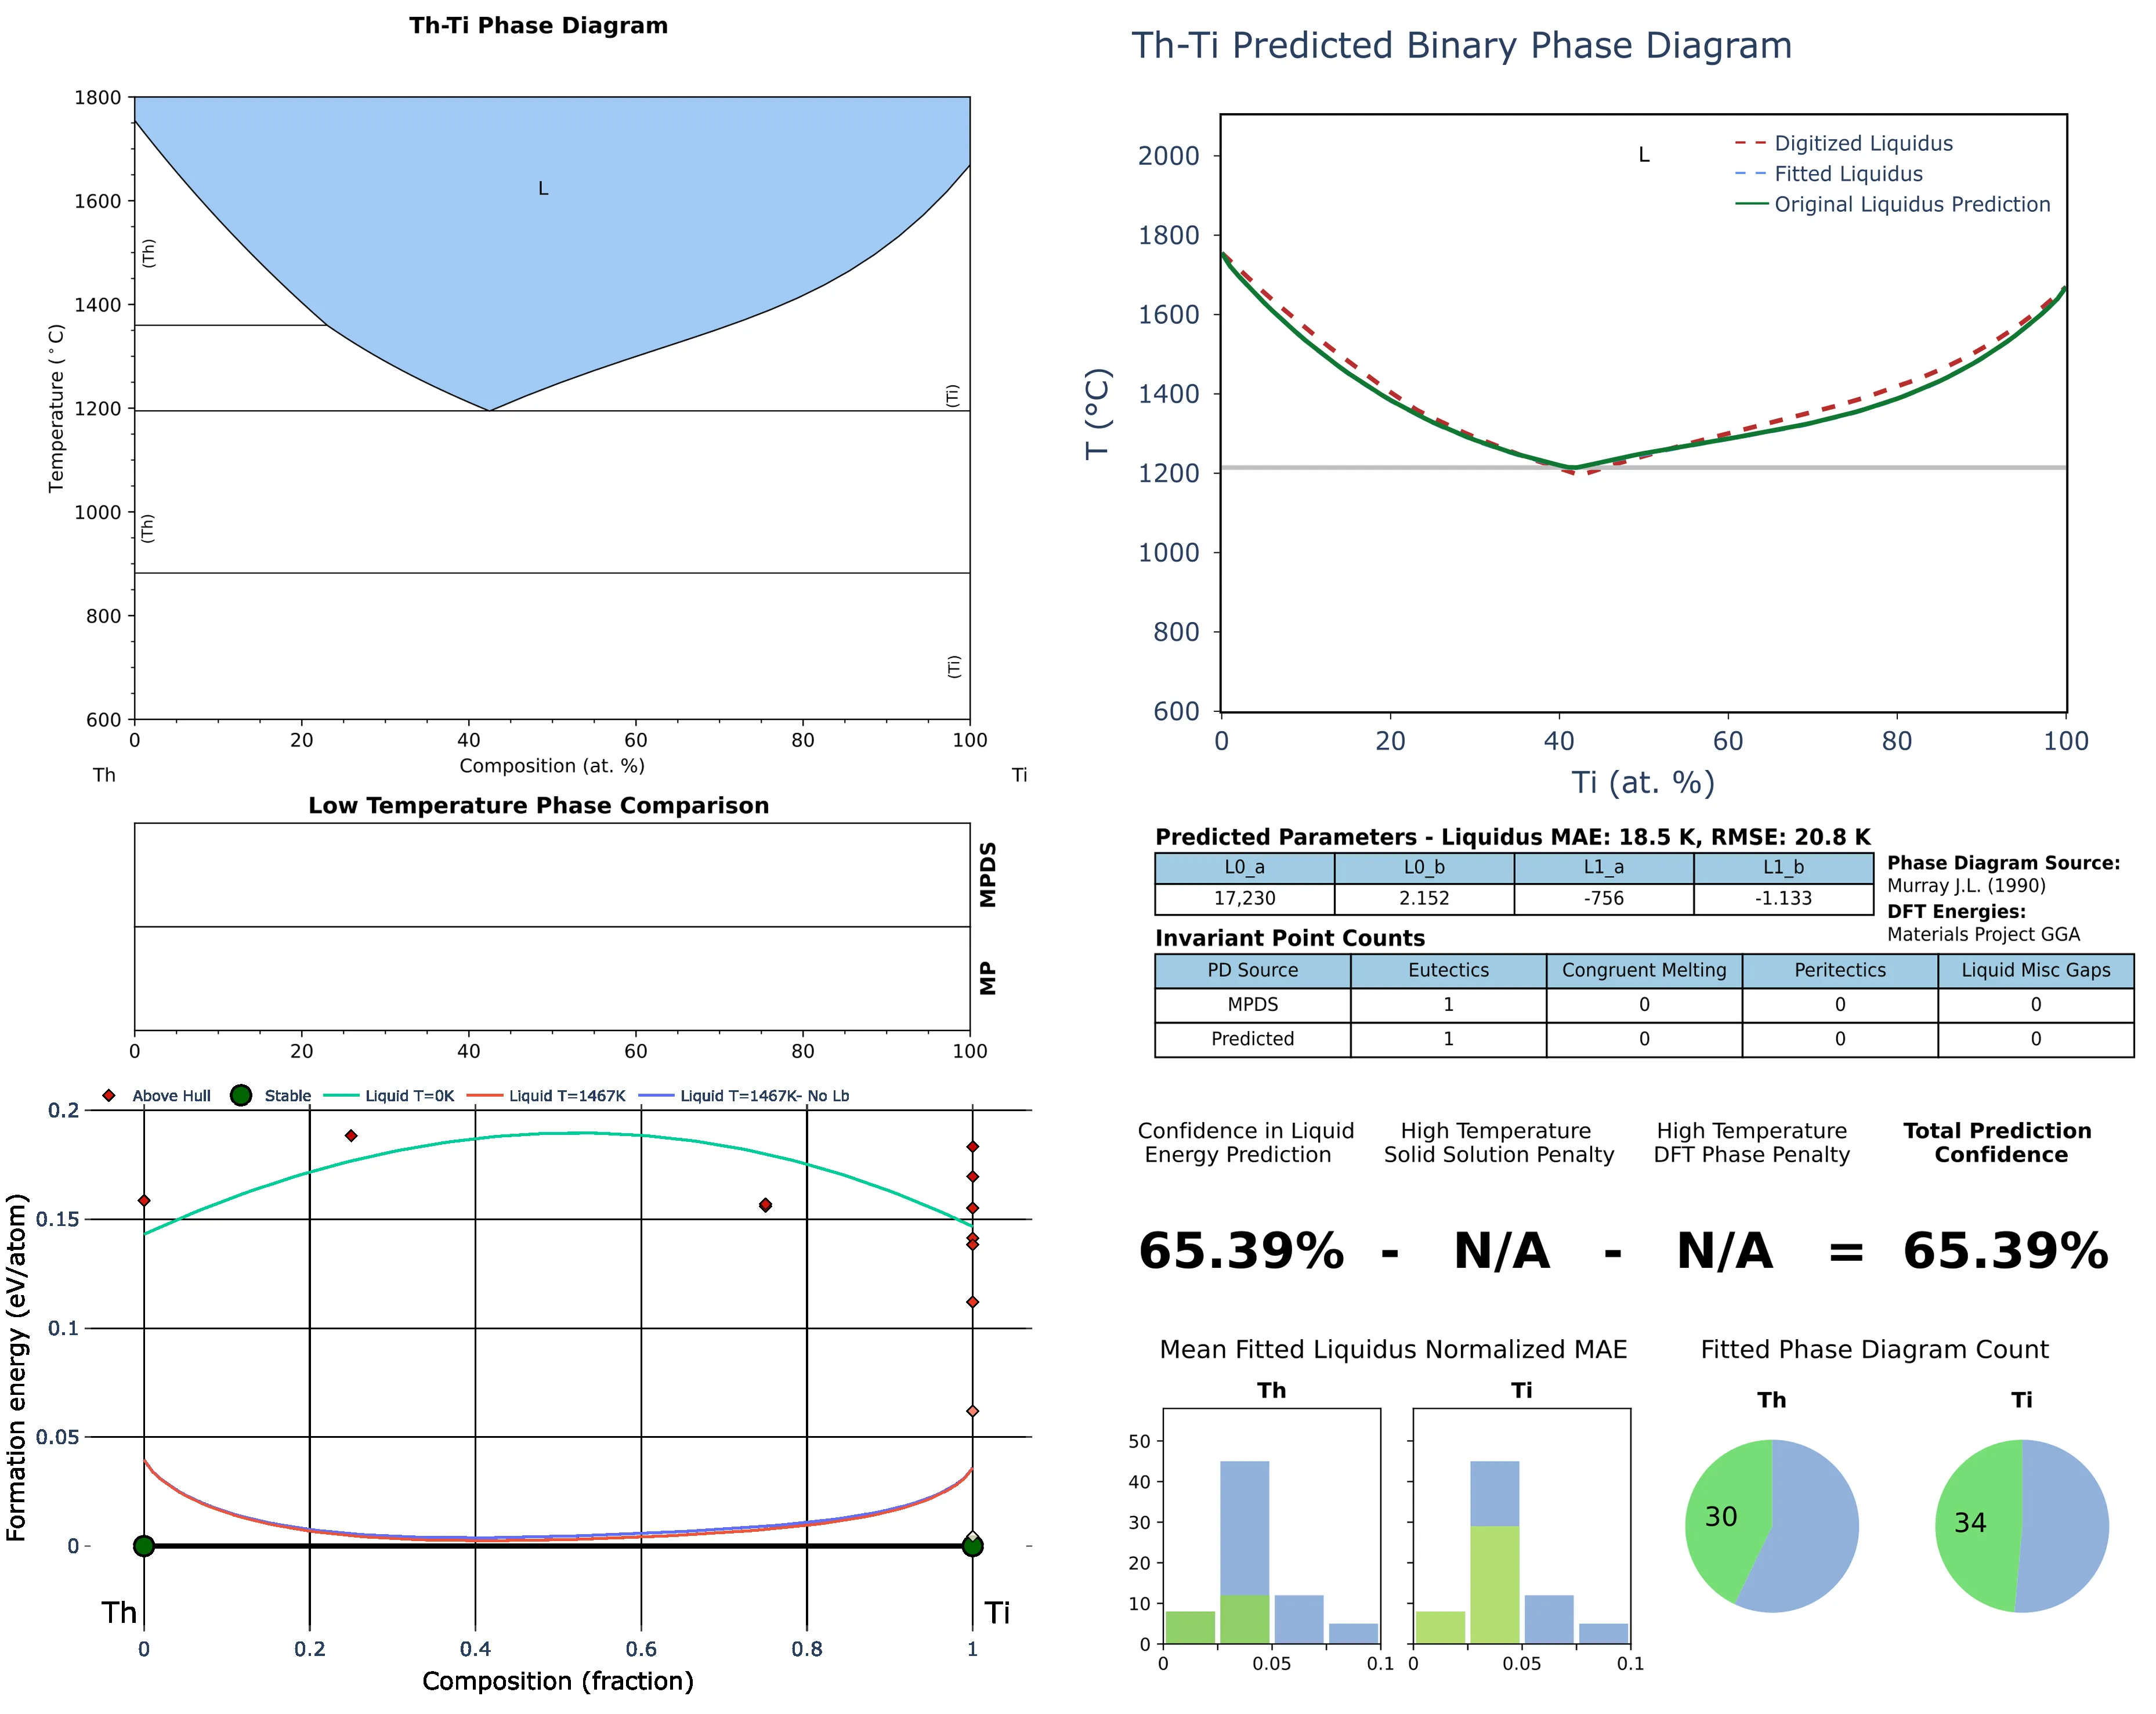 Th-Ti Phase Diagram
1800
1600
1400
1200
1000
800
600
Temperature (°C)
L
(Th)
(Th)
(Ti)
(Ti)
0
20
40
60
80
100
Composition (at. %)
Th
Ti
Low Temperature Phase Comparison
MPDS
MP
0
20
40
60
80
100
Above Hull
Stable
Liquid T=0K
Liquid T=1467K
Liquid T=1467K- No Lb
0.2
0.15
0.1
0.05
0
Formation energy (eV/atom)
Th
Ti
0
0.2
0.4
0.6
0.8
1
Composition (fraction)
Th-Ti Predicted Binary Phase Diagram
L
Digitized Liquidus
Fitted Liquidus
Original Liquidus Prediction
2000
1800
1600
1400
1200
1000
800
600
T (°C)
0
20
40
60
80
100
Ti (at. %)
Predicted Parameters - Liquidus MAE: 18.5 K, RMSE: 20.8 K
L0_a L0_b L1_a L1_b
17,230 2.152 -756 -1.133
Phase Diagram Source:
Murray J.L. (1990)
DFT Energies:
Materials Project GGA
Invariant Point Counts
PD Source Eutectics Congruent Melting Peritectics Liquid Misc Gaps
MPDS 1 0 0 0
Predicted 1 0 0 0
Confidence in Liquid
Energy Prediction
High Temperature
Solid Solution Penalty
High Temperature
DFT Phase Penalty
Total Prediction
Confidence
65.39% - N/A - N/A = 65.39%
Mean Fitted Liquidus Normalized MAE
Th
Ti
50
40
30
20
10
0
0
0.05
0.1
0
0.05
0.1
Fitted Phase Diagram Count
Th
Ti
30
34